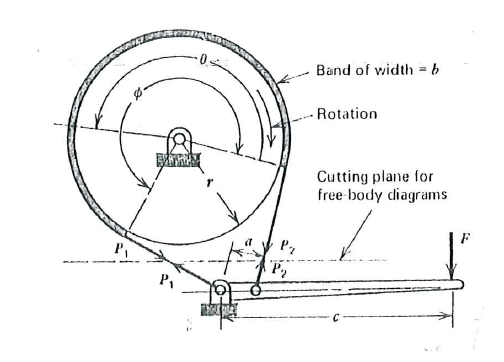 θ
Band of width = b
ϕ
Rotation
r
Cutting plane for
free-body diagrams
P₁
a
P₂
F
P₁
P₂
c